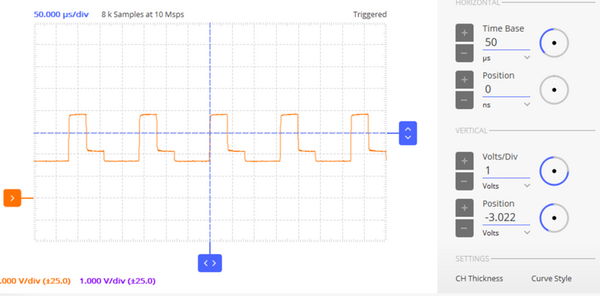 50.000 µs/div 8 k Samples at 10 Msps Triggered
.000 V/div (±25.0) 1.000 V/div (±25.0)
HORIZONTAL
Time Base
50
µs
Position
0
ns
VERTICAL
Volts/Div
1
Volts
Position
-3.022
Volts
SETTINGS
CH Thickness Curve Style